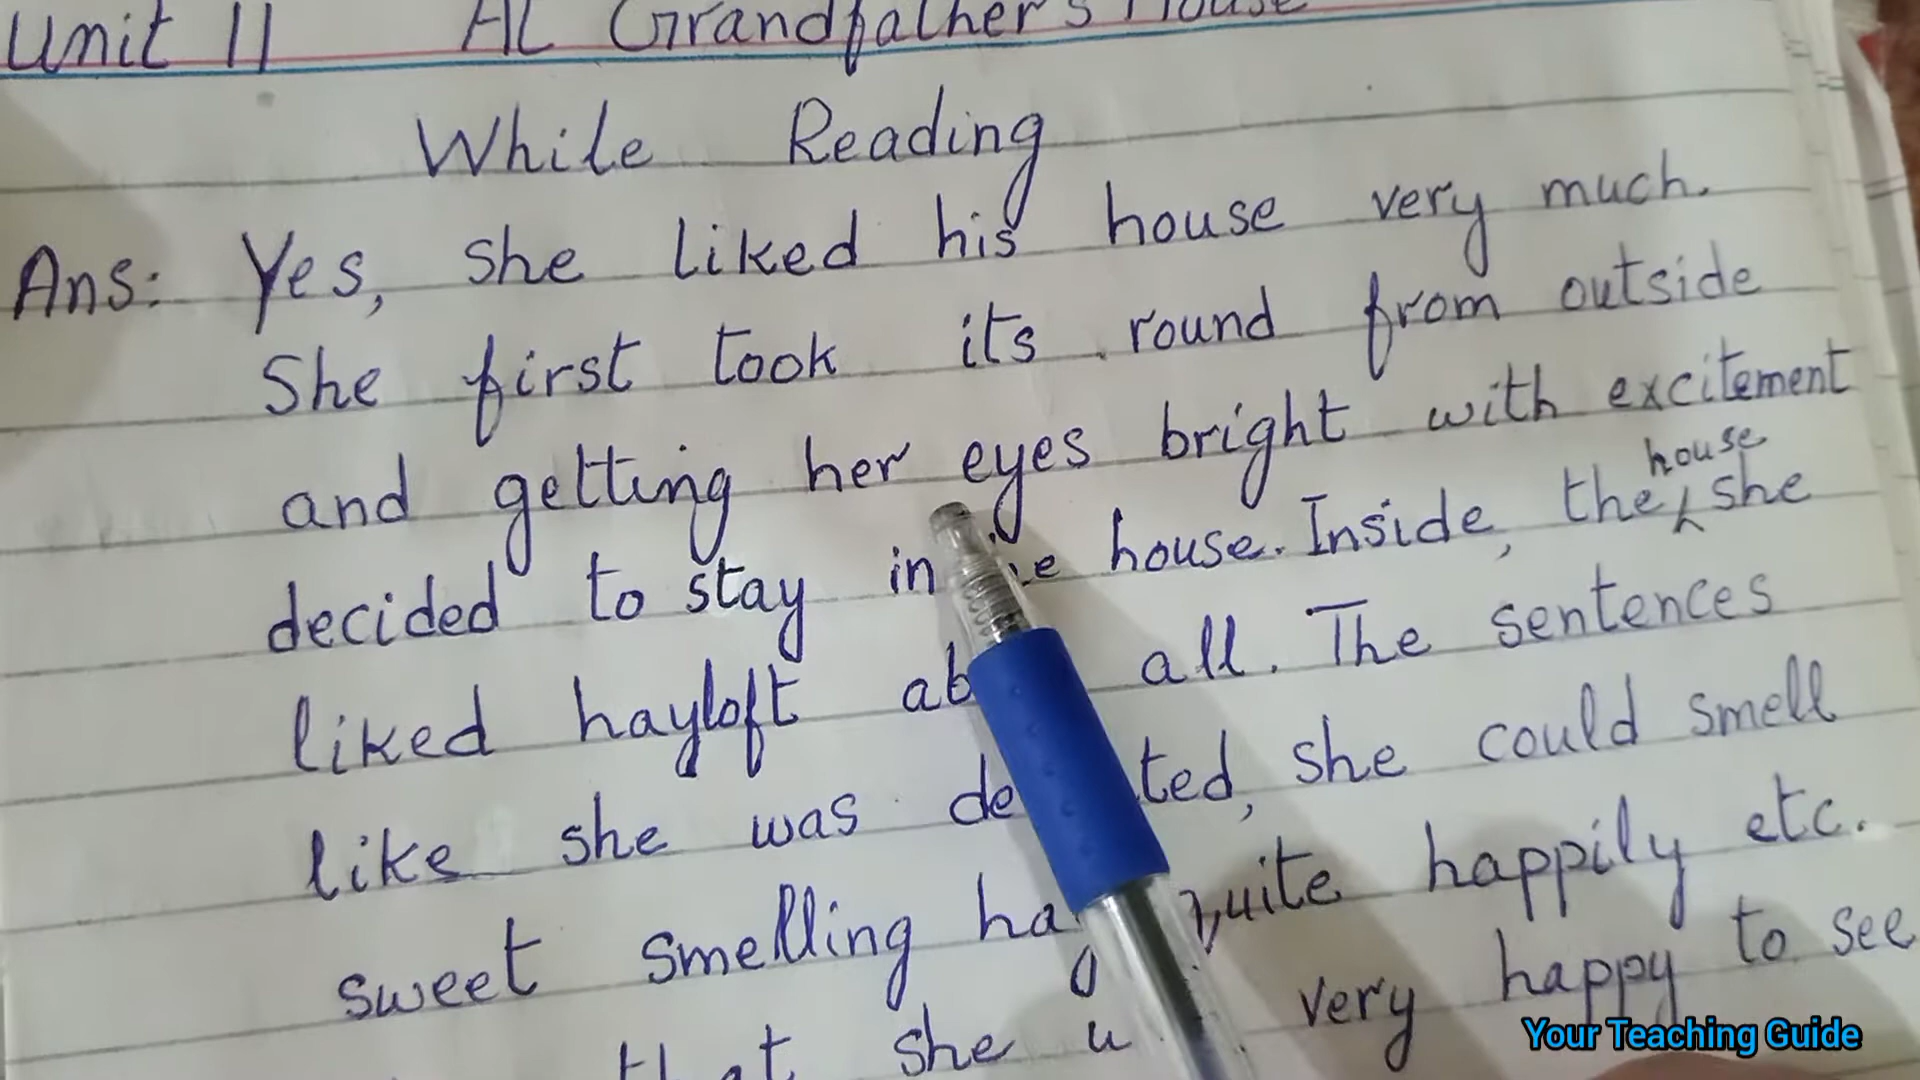 Unit 11 At Grandfather's House
While Reading
Ans: Yes, she liked his house very much.
She first took its round from outside
and getting her eyes bright with excitement
decided to stay in house. Inside, the house she
liked hayloft all. The sentences
like she was she could smell
sweet smelling quite happily etc.
that she very happy to see
Your Teaching Guide